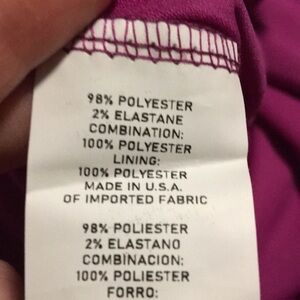 98% POLYESTER
2% ELASTANE
COMBINATION:
100% POLYESTER
LINING:
100% POLYESTER
MADE IN U.S.A.
OF IMPORTED FABRIC
98% POLIESTER
2% ELASTANO
COMBINACION:
100% POLIESTER
FORRO: